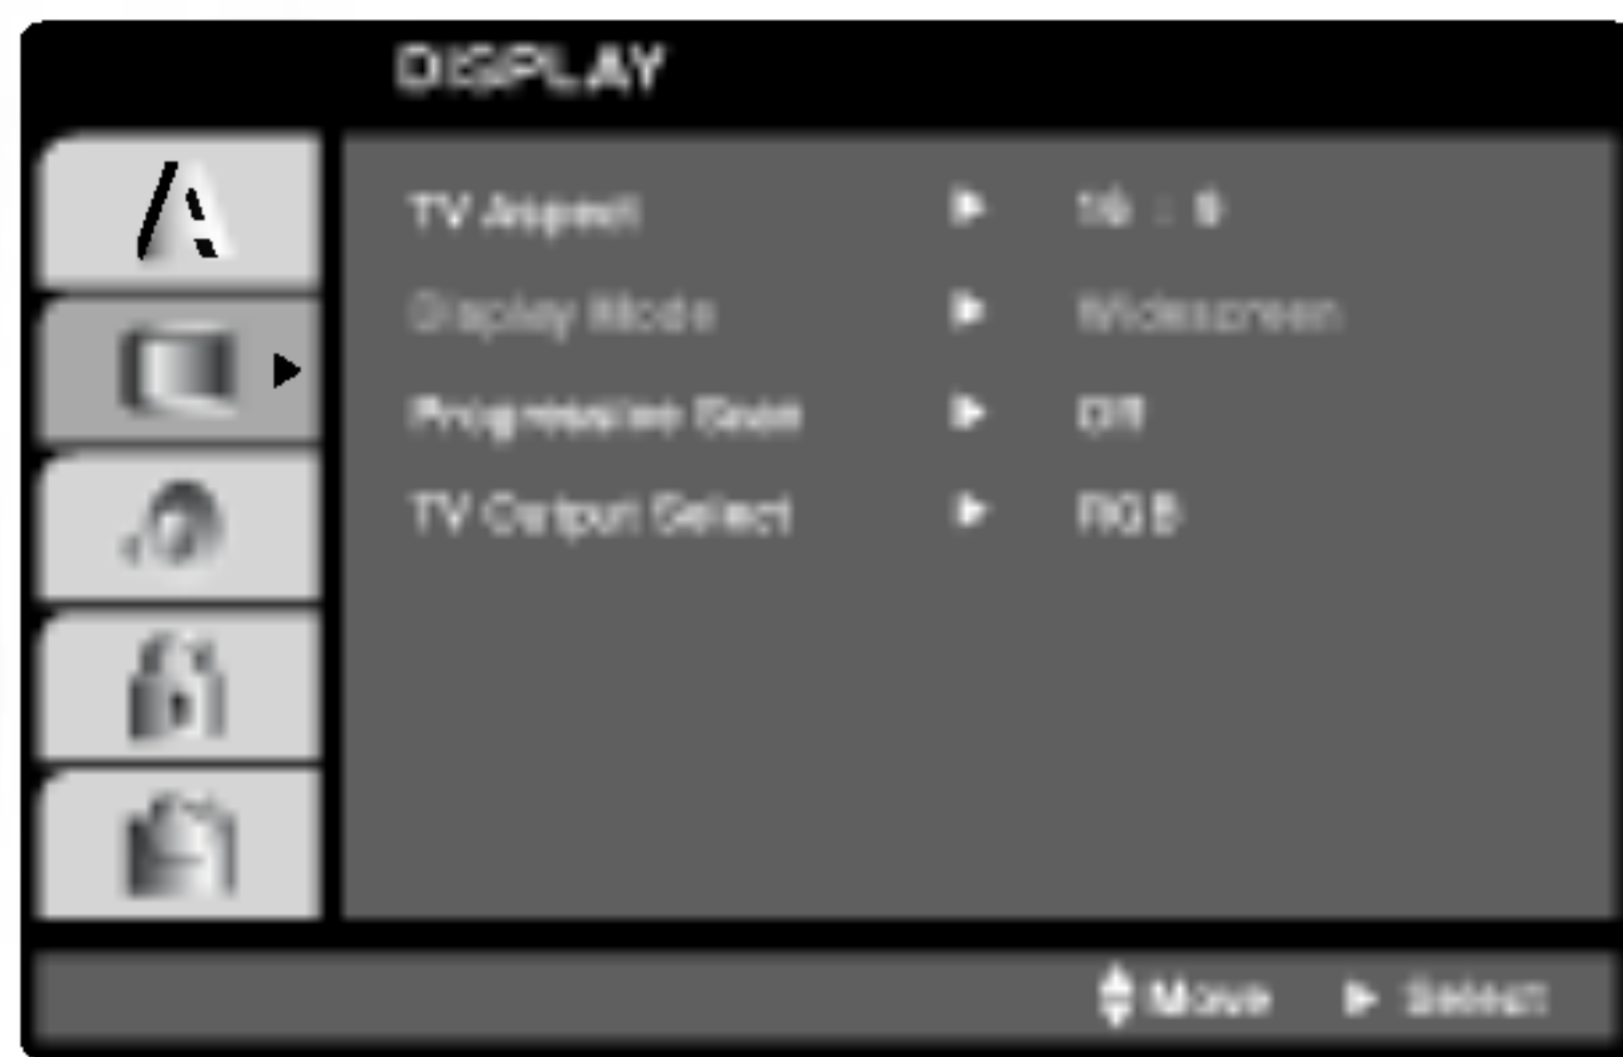 DISPLAY
A
TV Aspect 16 : 9
Display Mode Widescreen
Progressive Scan Off
TV Output Select RGB
Move Select